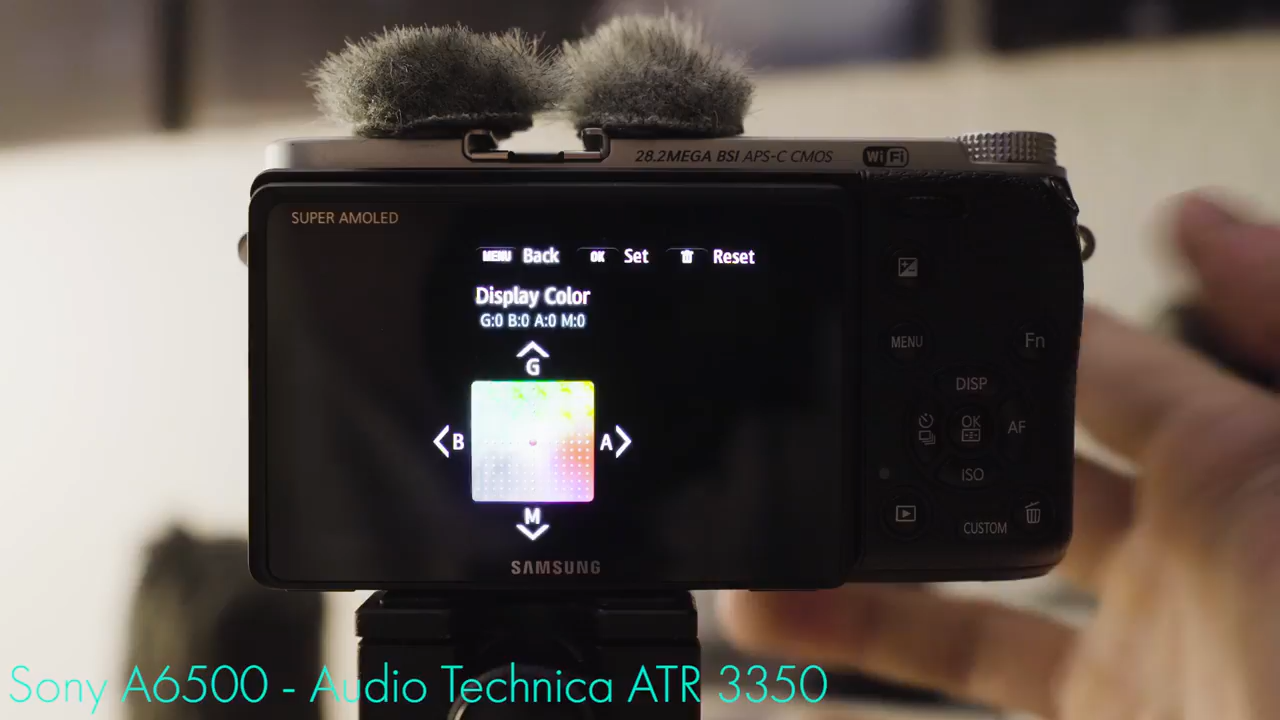 28.2MEGA BSI APS-C CMOS WiFi
SUPER AMOLED
MENU Back OK Set Reset
Display Color
G:0 B:0 A:0 M:0
G
B A
M
SAMSUNG
MENU Fn
DISP
OK AF
ISO
CUSTOM
Sony A6500 - Audio Technica ATR 3350